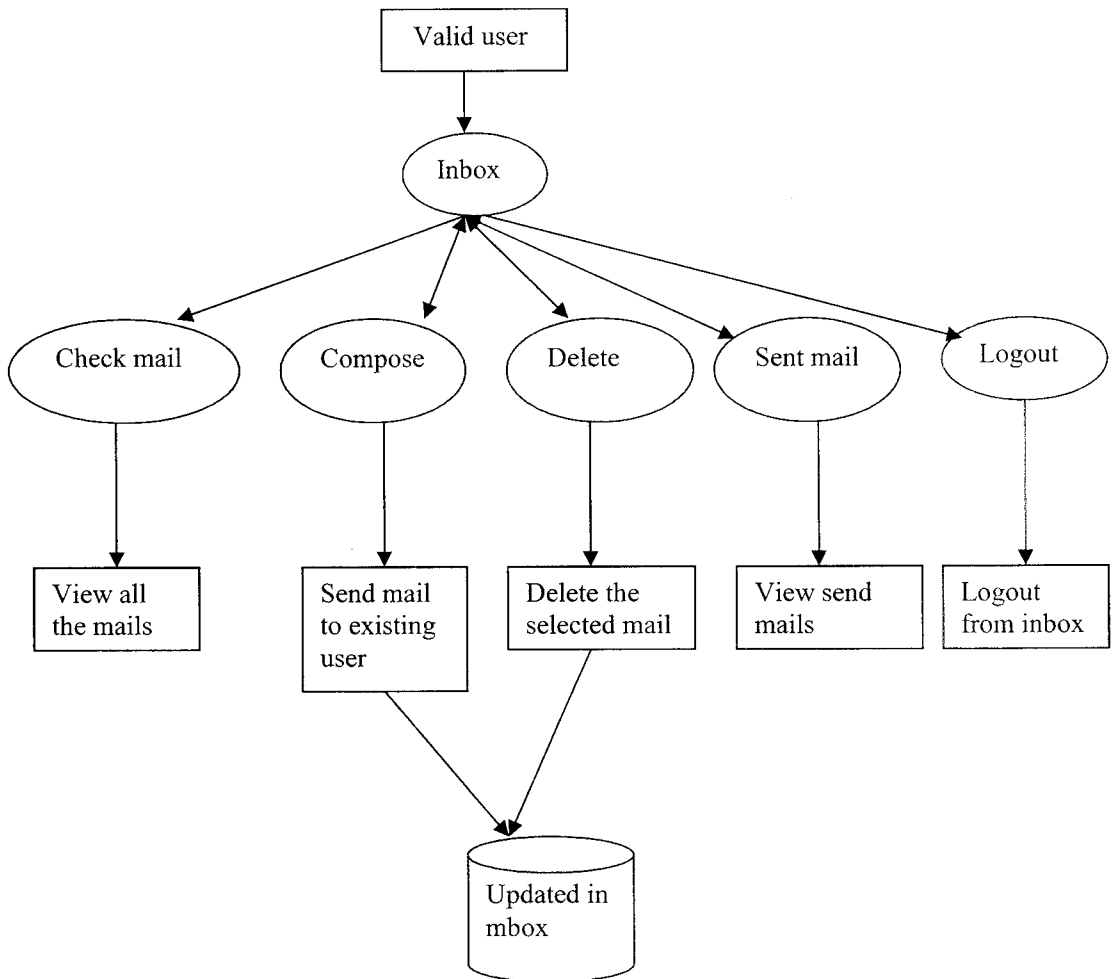 Valid user
Inbox
Check mail
Compose
Delete
Sent mail
Logout
View all
the mails
Send mail
to existing
user
Delete the
selected mail
View send
mails
Logout
from inbox
Updated in
mbox